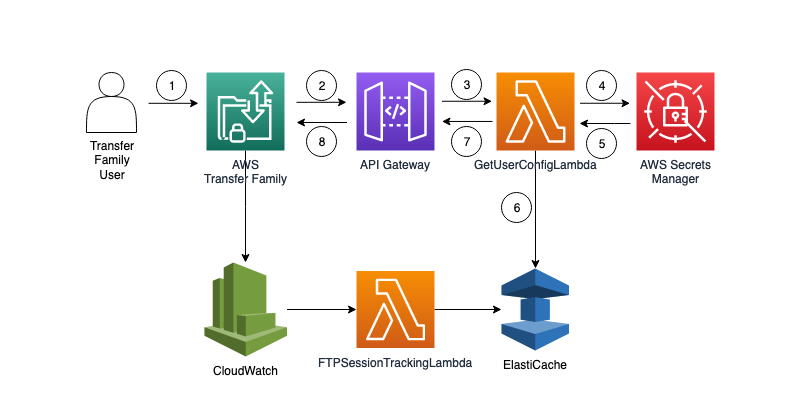 1
2
3
4
8
7
5
Transfer
Family
User
AWS
Transfer Family
API Gateway
GetUserConfigLambda
AWS Secrets
Manager
6
CloudWatch
FTPSessionTrackingLambda
ElastiCache